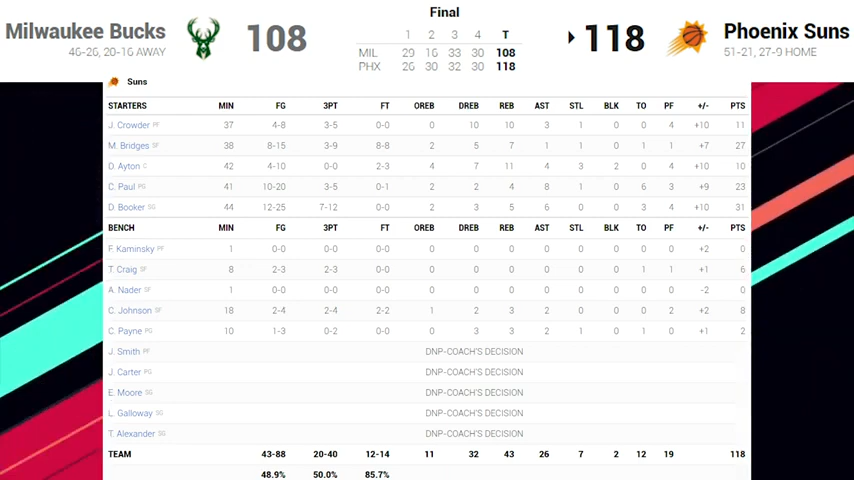 Final
Milwaukee Bucks 108 118 Phoenix Suns
46-26, 20-16 AWAY 51-21, 27-9 HOME
1 2 3 4 T
MIL 29 16 33 30 108
PHX 26 30 32 30 118
Suns
STARTERS MIN FG 3PT FT OREB DREB REB AST STL BLK TO PF +/- PTS
J. Crowder PF 37 4-8 3-5 0-0 0 10 10 3 1 0 0 4 +10 11
M. Bridges SF 38 8-15 3-9 8-8 2 5 7 1 1 0 1 1 +7 27
D. Ayton C 42 4-10 0-0 2-3 4 7 11 4 3 2 0 4 +10 10
C. Paul PG 41 10-20 3-5 0-1 2 2 4 8 1 0 6 3 +9 23
D. Booker SG 44 12-25 7-12 0-0 2 3 5 6 0 0 3 4 +10 31
BENCH MIN FG 3PT FT OREB DREB REB AST STL BLK TO PF +/- PTS
F. Kaminsky PF 1 0-0 0-0 0-0 0 0 0 0 0 0 0 0 +2 0
T. Craig SF 8 2-3 2-3 0-0 0 0 0 0 0 0 1 1 +1 6
A. Nader SF 1 0-0 0-0 0-0 0 0 0 0 0 0 0 0 -2 0
C. Johnson SF 18 2-4 2-4 2-2 1 2 3 2 0 0 0 2 +2 8
C. Payne PG 10 1-3 0-2 0-0 0 3 3 2 1 0 1 0 +1 2
J. Smith PF DNP-COACH'S DECISION
J. Carter PG DNP-COACH'S DECISION
E. Moore SG DNP-COACH'S DECISION
L. Galloway SG DNP-COACH'S DECISION
T. Alexander SG DNP-COACH'S DECISION
TEAM 43-88 20-40 12-14 11 32 43 26 7 2 12 19 118
48.9% 50.0% 85.7%